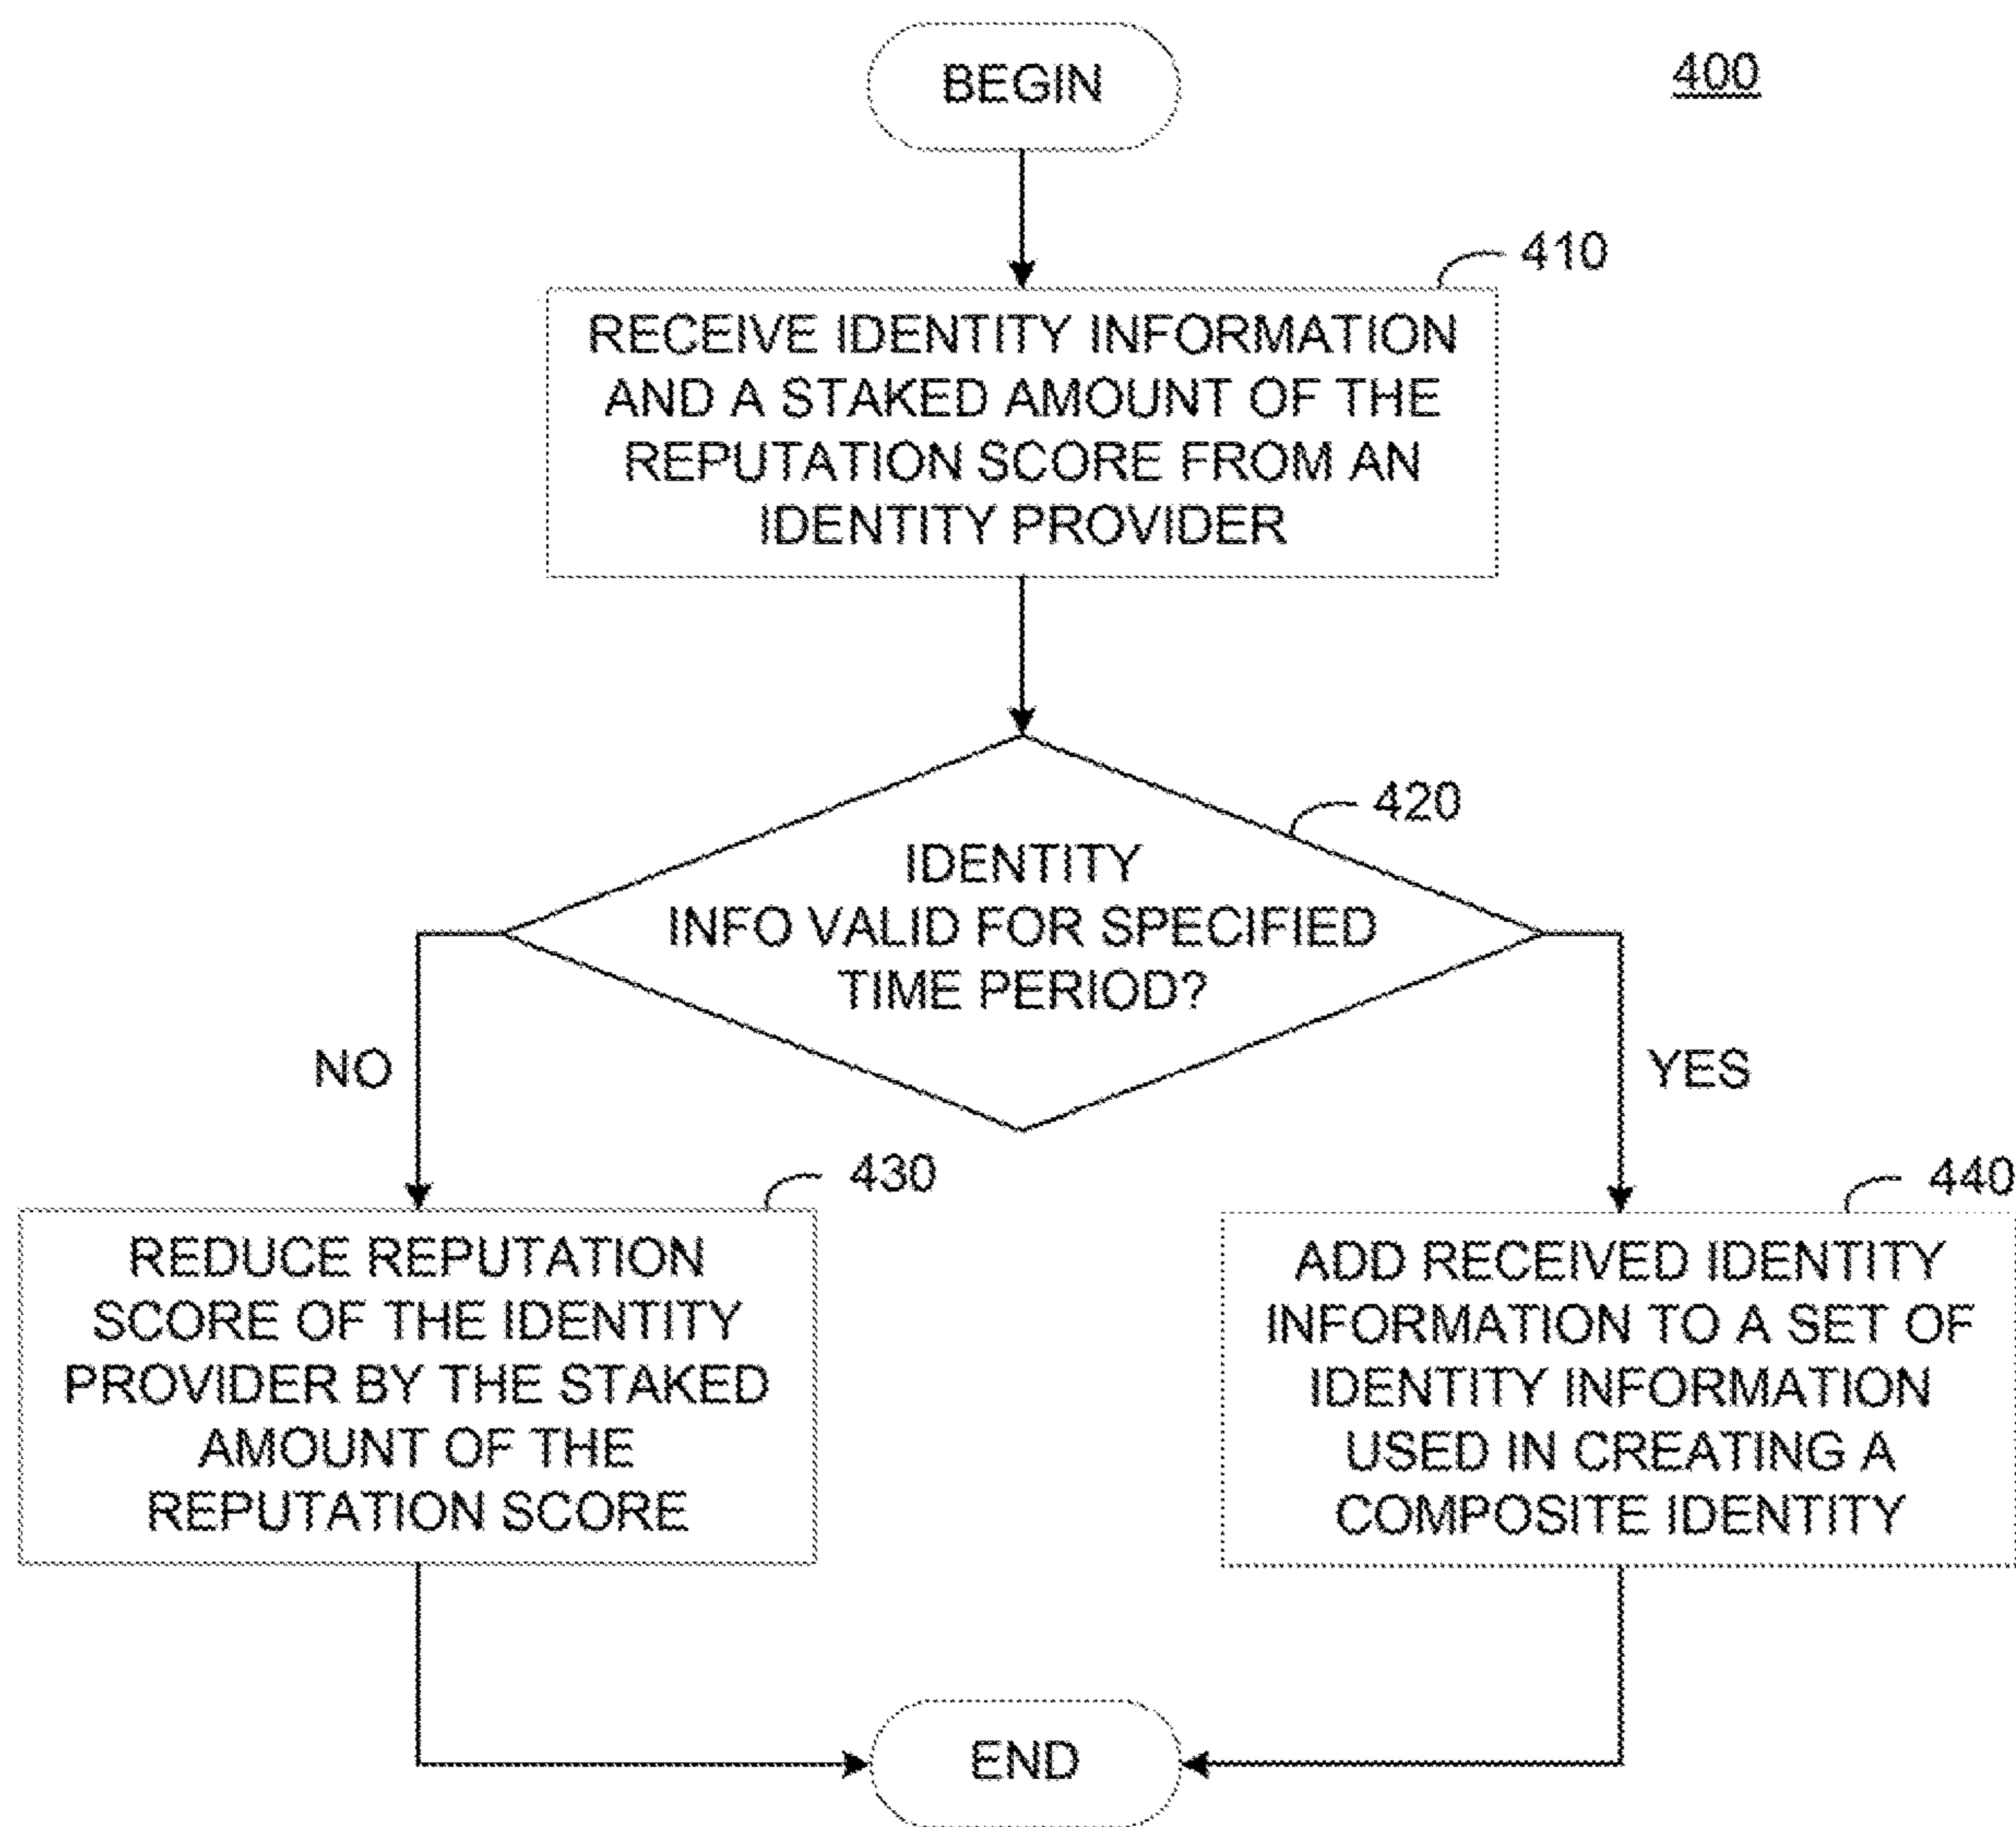 BEGIN
400
410
RECEIVE IDENTITY INFORMATION
AND A STAKED AMOUNT OF THE
REPUTATION SCORE FROM AN
IDENTITY PROVIDER
420
IDENTITY
INFO VALID FOR SPECIFIED
TIME PERIOD?
NO
YES
430
REDUCE REPUTATION
SCORE OF THE IDENTITY
PROVIDER BY THE STAKED
AMOUNT OF THE
REPUTATION SCORE
440
ADD RECEIVED IDENTITY
INFORMATION TO A SET OF
IDENTITY INFORMATION
USED IN CREATING A
COMPOSITE IDENTITY
END